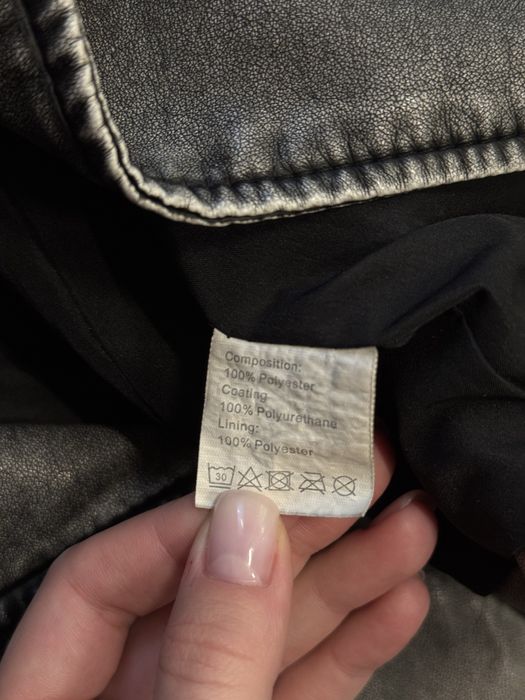 Composition:
100% Polyester
Coating
100% Polyurethane
Lining:
100% Polyester
30